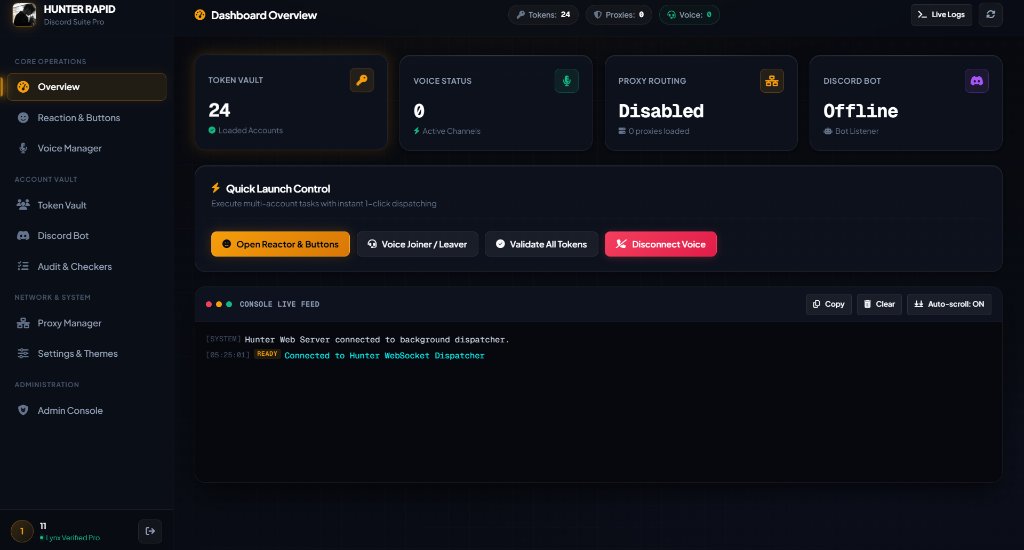 HUNTER RAPID
Discord Suite Pro
Dashboard Overview
Tokens: 24
Proxies: 0
Voice: 0
Live Logs
CORE OPERATIONS
Overview
Reaction & Buttons
Voice Manager
ACCOUNT VAULT
Token Vault
Discord Bot
Audit & Checkers
NETWORK & SYSTEM
Proxy Manager
Settings & Themes
ADMINISTRATION
Admin Console
1
11
Lynx Verified Pro
TOKEN VAULT
24
Loaded Accounts
VOICE STATUS
0
Active Channels
PROXY ROUTING
Disabled
0 proxies loaded
DISCORD BOT
Offline
Bot Listener
Quick Launch Control
Execute multi-account tasks with instant 1-click dispatching
Open Reactor & Buttons
Voice Joiner / Leaver
Validate All Tokens
Disconnect Voice
CONSOLE LIVE FEED
Copy
Clear
Auto-scroll: ON
[SYSTEM] Hunter Web Server connected to background dispatcher.
[05:25:01] READY Connected to Hunter WebSocket Dispatcher